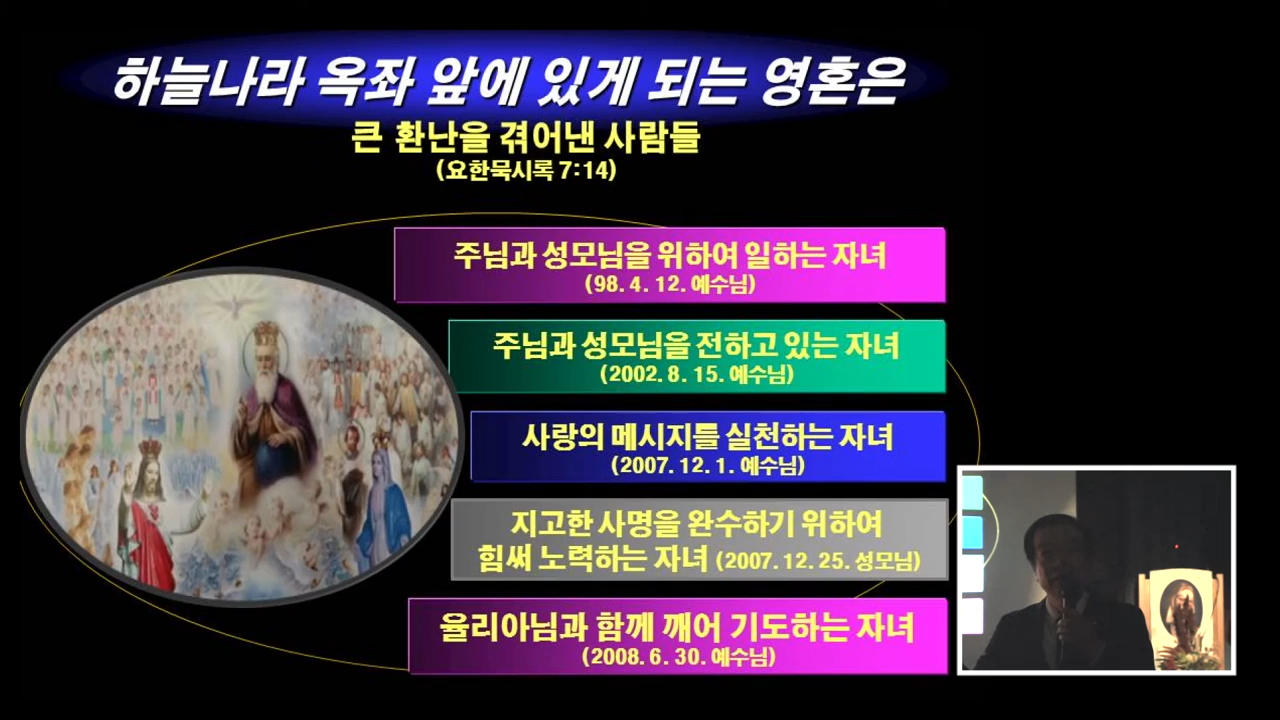 하늘나라 옥좌 앞에 있게 되는 영혼은
큰 환난을 겪어낸 사람들
(요한묵시록 7:14)
주님과 성모님을 위하여 일하는 자녀
(98. 4. 12. 예수님)
주님과 성모님을 전하고 있는 자녀
(2002. 8. 15. 예수님)
사랑의 메시지를 실천하는 자녀
(2007. 12. 1. 예수님)
지고한 사명을 완수하기 위하여
힘써 노력하는 자녀 (2007. 12. 25. 성모님)
율리아님과 함께 깨어 기도하는 자녀
(2008. 6. 30. 예수님)